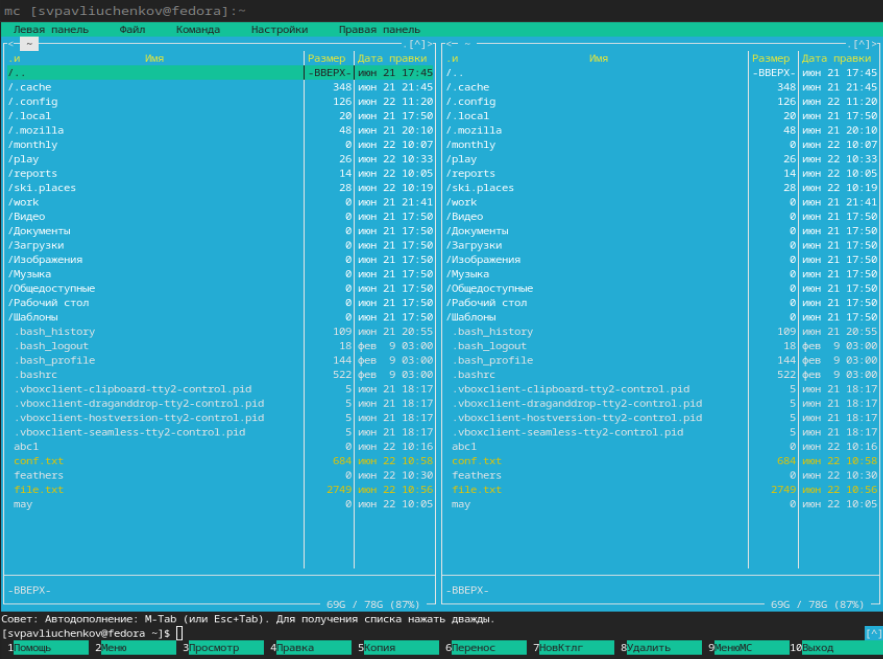 mc [svpavliuchenkov@fedora]:~
Левая панель Файл Команда Настройки Правая панель
<- ~ .[^]> <- ~ .[^]>
.и Имя Размер Дата правки .и Имя Размер Дата правки
/.. -ВВЕРХ- июн 21 17:45 /.. -ВВЕРХ- июн 21 17:45
/.cache 348 июн 21 21:45 /.cache 348 июн 21 21:45
/.config 126 июн 22 11:20 /.config 126 июн 22 11:20
/.local 20 июн 21 17:50 /.local 20 июн 21 17:50
/.mozilla 48 июн 21 20:10 /.mozilla 48 июн 21 20:10
/monthly 0 июн 22 10:07 /monthly 0 июн 22 10:07
/play 26 июн 22 10:33 /play 26 июн 22 10:33
/reports 14 июн 22 10:05 /reports 14 июн 22 10:05
/ski.places 28 июн 22 10:19 /ski.places 28 июн 22 10:19
/work 0 июн 21 21:41 /work 0 июн 21 21:41
/Видео 0 июн 21 17:50 /Видео 0 июн 21 17:50
/Документы 0 июн 21 17:50 /Документы 0 июн 21 17:50
/Загрузки 0 июн 21 17:50 /Загрузки 0 июн 21 17:50
/Изображения 0 июн 21 17:50 /Изображения 0 июн 21 17:50
/Музыка 0 июн 21 17:50 /Музыка 0 июн 21 17:50
/Общедоступные 0 июн 21 17:50 /Общедоступные 0 июн 21 17:50
/Рабочий стол 0 июн 21 17:50 /Рабочий стол 0 июн 21 17:50
/Шаблоны 0 июн 21 17:50 /Шаблоны 0 июн 21 17:50
.bash_history 109 июн 21 20:55 .bash_history 109 июн 21 20:55
.bash_logout 18 фев 9 03:00 .bash_logout 18 фев 9 03:00
.bash_profile 144 фев 9 03:00 .bash_profile 144 фев 9 03:00
.bashrc 522 фев 9 03:00 .bashrc 522 фев 9 03:00
.vboxclient-clipboard-tty2-control.pid 5 июн 21 18:17 .vboxclient-clipboard-tty2-control.pid 5 июн 21 18:17
.vboxclient-draganddrop-tty2-control.pid 5 июн 21 18:17 .vboxclient-draganddrop-tty2-control.pid 5 июн 21 18:17
.vboxclient-hostversion-tty2-control.pid 5 июн 21 18:17 .vboxclient-hostversion-tty2-control.pid 5 июн 21 18:17
.vboxclient-seamless-tty2-control.pid 5 июн 21 18:17 .vboxclient-seamless-tty2-control.pid 5 июн 21 18:17
abc1 0 июн 22 10:16 abc1 0 июн 22 10:16
conf.txt 684 июн 22 10:58 conf.txt 684 июн 22 10:58
feathers 0 июн 22 10:30 feathers 0 июн 22 10:30
file.txt 2749 июн 22 10:56 file.txt 2749 июн 22 10:56
may 0 июн 22 10:05 may 0 июн 22 10:05
-ВВЕРХ- -ВВЕРХ-
69G / 78G (87%) 69G / 78G (87%)
Совет: Автодополнение: M-Tab (или Esc+Tab). Для получения списка нажать дважды.
[svpavliuchenkov@fedora ~]$ [^]
1Помощь 2Меню 3Просмотр 4Правка 5Копия 6Перенос 7НовКтлг 8Удалить 9МенюMC 10Выход